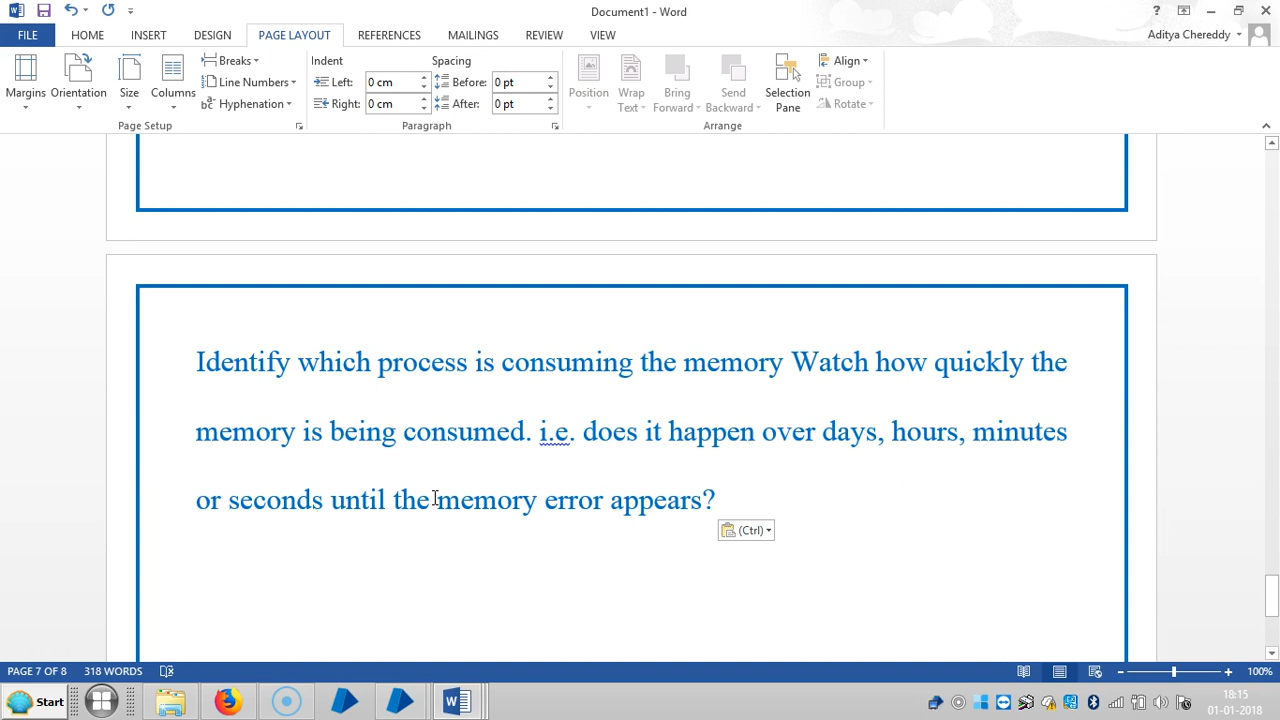 Document1 - Word
?
FILE HOME INSERT DESIGN PAGE LAYOUT REFERENCES MAILINGS REVIEW VIEW Aditya Chereddy
Margins Orientation Size Columns
Breaks
Line Numbers
Hyphenation
Page Setup
Indent Spacing
Left: 0 cm Before: 0 pt
Right: 0 cm After: 0 pt
Paragraph
Position Wrap Text Bring Forward Send Backward Selection Pane
Align
Group
Rotate
Arrange
Identify which process is consuming the memory Watch how quickly the
memory is being consumed. i.e. does it happen over days, hours, minutes
or seconds until the memory error appears?
(Ctrl)
PAGE 7 OF 8 318 WORDS 100%
Start 18:15
01-01-2018